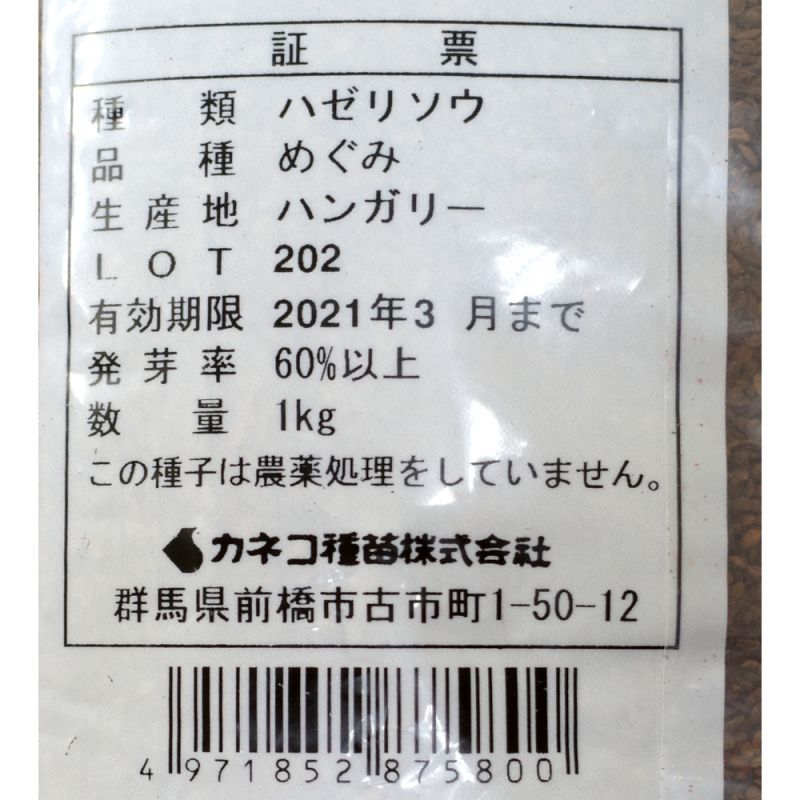 証 票
種 類 ハゼリソウ
品 種 めぐみ
生産地 ハンガリー
LOT 202
有効期限 2021年3月まで
発芽率 60%以上
数 量 1kg
この種子は農薬処理をしていません。
カネコ種苗株式会社
群馬県前橋市古市町1-50-12
4 971852 875800